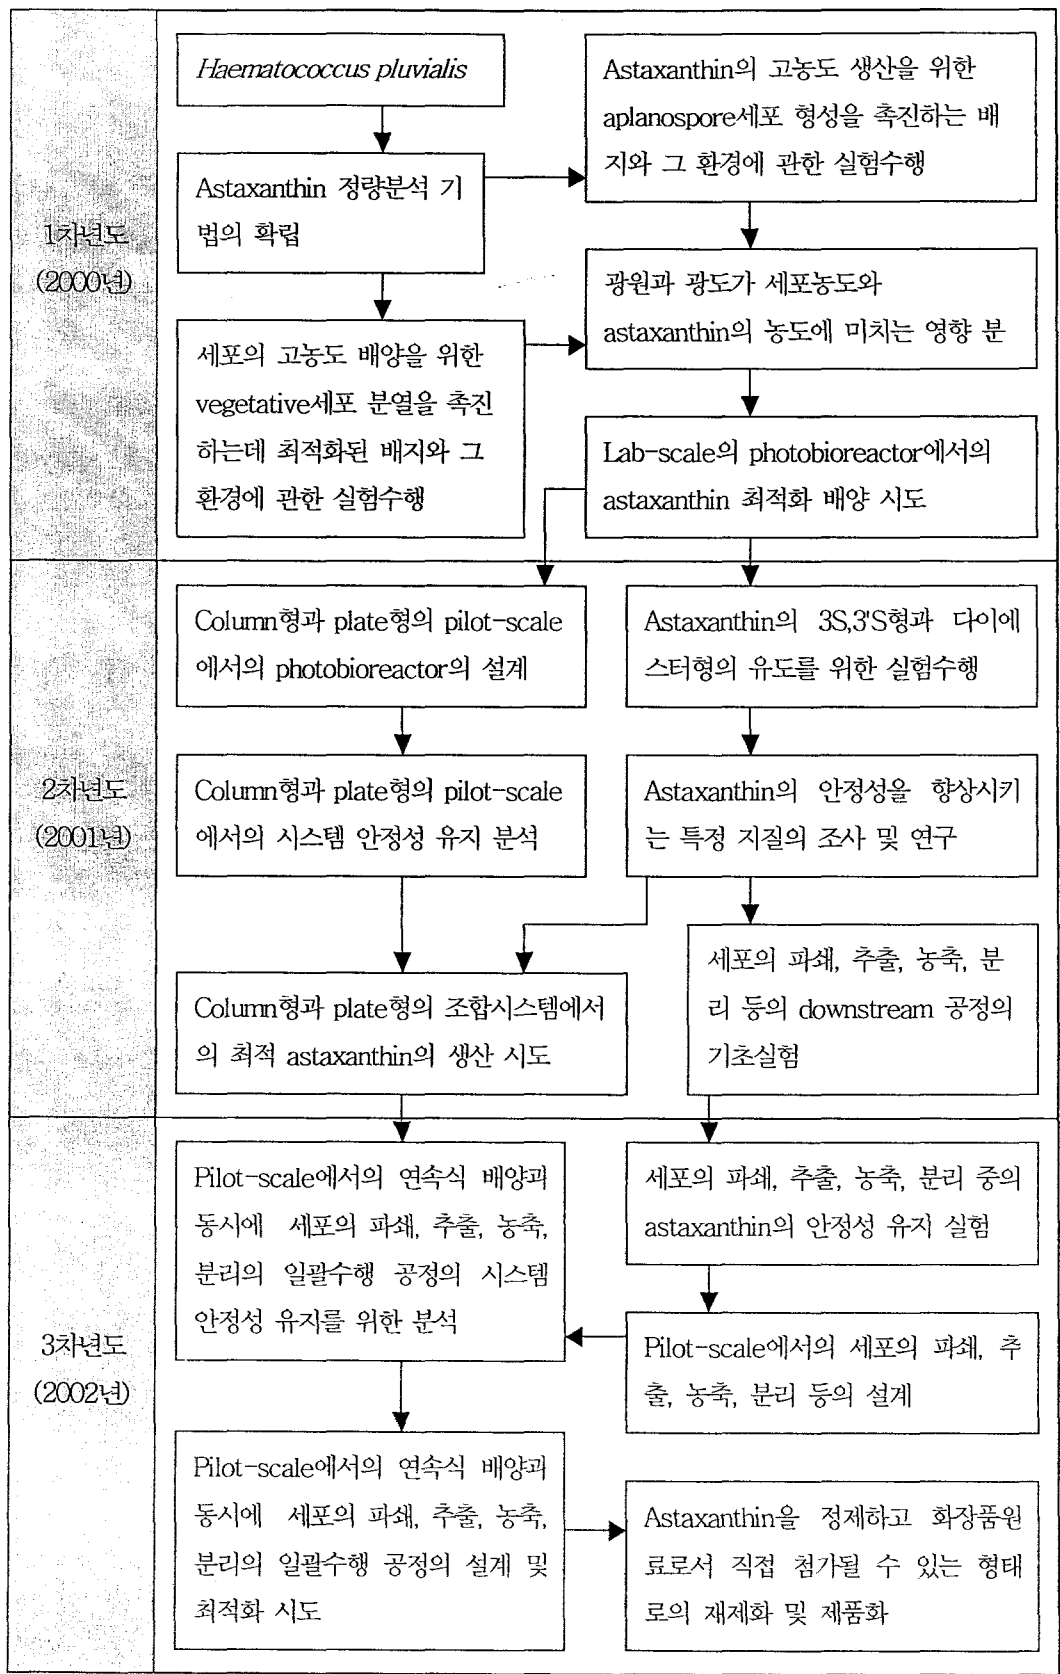 1차년도
(2000년)
Haematococcus pluvialis
Astaxanthin 정량분석 기
법의 확립
세포의 고농도 배양을 위한
vegetative세포 분열을 촉진
하는데 최적화된 배지와 그
환경에 관한 실험수행
Astaxanthin의 고농도 생산을 위한
aplanospore세포 형성을 촉진하는 배
지와 그 환경에 관한 실험수행
광원과 광도가 세포농도와
astaxanthin의 농도에 미치는 영향 분
Lab-scale의 photobioreactor에서의
astaxanthin 최적화 배양 시도
2차년도
(2001년)
Column형과 plate형의 pilot-scale
에서의 photobioreactor의 설계
Column형과 plate형의 pilot-scale
에서의 시스템 안정성 유지 분석
Column형과 plate형의 조합시스템에서
의 최적 astaxanthin의 생산 시도
Astaxanthin의 3S,3'S형과 다이에
스터형의 유도를 위한 실험수행
Astaxanthin의 안정성을 향상시키
는 특정 지질의 조사 및 연구
세포의 파쇄, 추출, 농축, 분
리 등의 downstream 공정의
기초실험
3차년도
(2002년)
Pilot-scale에서의 연속식 배양과
동시에 세포의 파쇄, 추출, 농축,
분리의 일괄수행 공정의 시스템
안정성 유지를 위한 분석
세포의 파쇄, 추출, 농축, 분리 중의
astaxanthin의 안정성 유지 실험
Pilot-scale에서의 세포의 파쇄, 추
출, 농축, 분리 등의 설계
Pilot-scale에서의 연속식 배양과
동시에 세포의 파쇄, 추출, 농축,
분리의 일괄수행 공정의 설계 및
최적화 시도
Astaxanthin을 정제하고 화장품원
료로서 직접 첨가될 수 있는 형태
로의 재제화 및 제품화